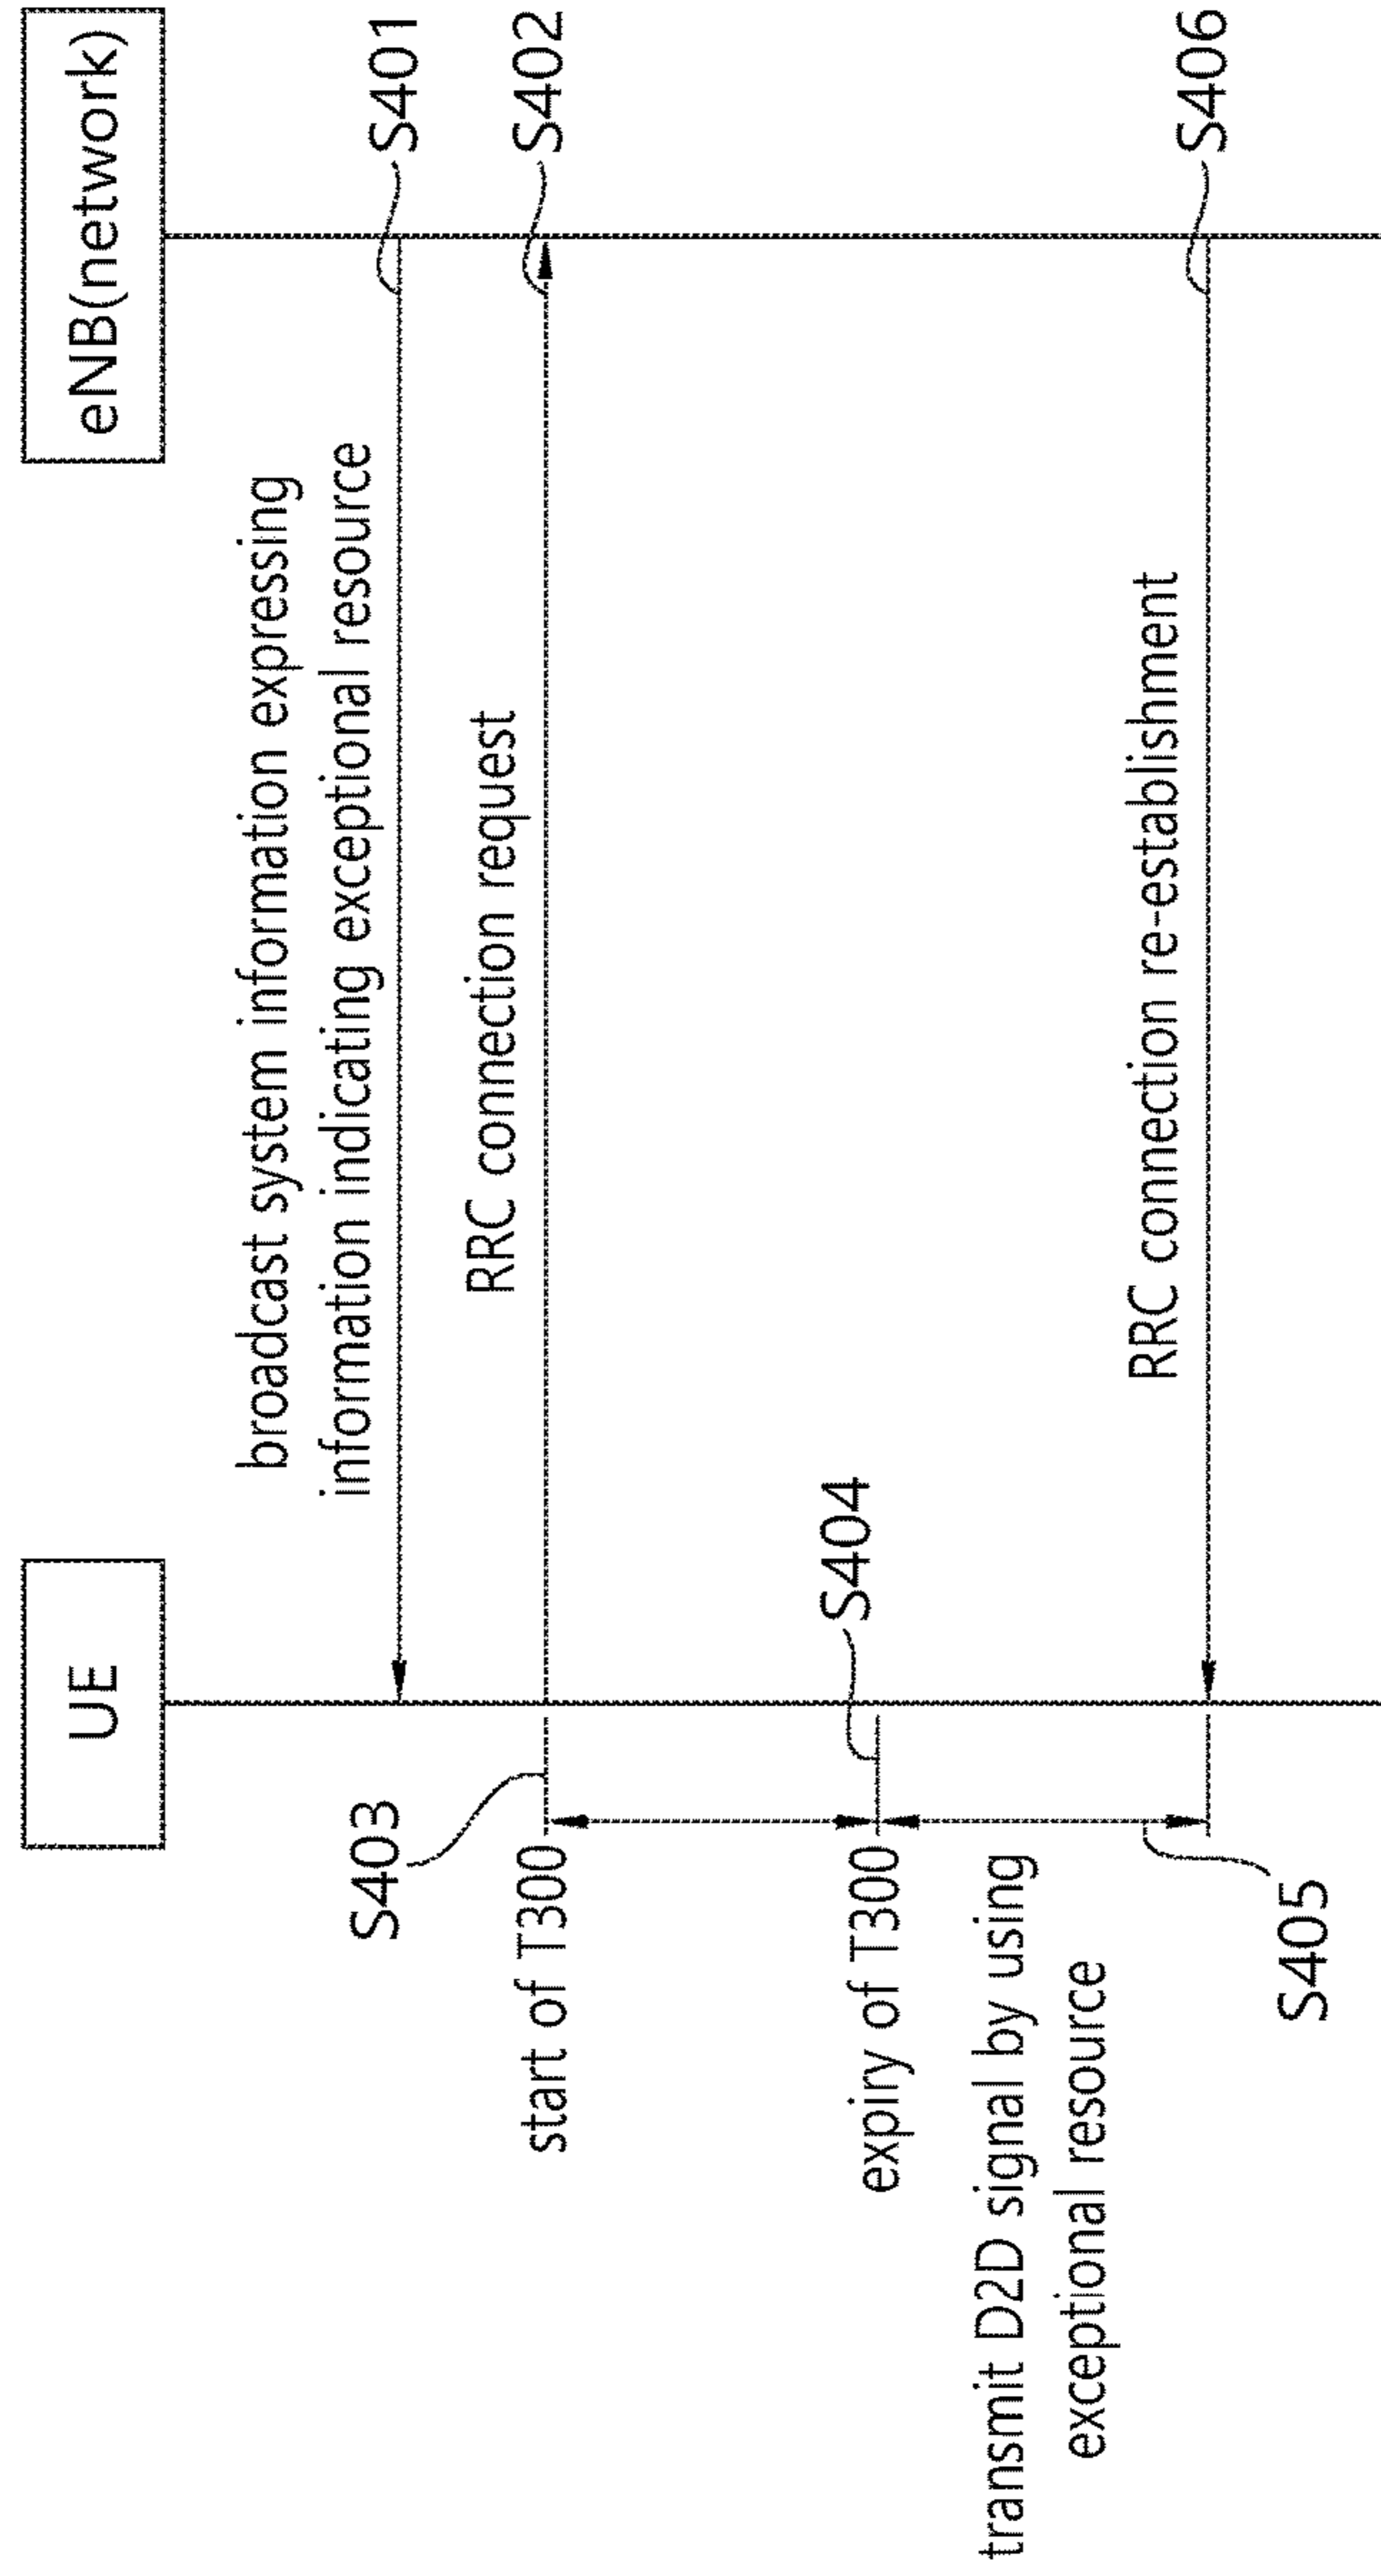 UE
eNB(network)
broadcast system information expressing
information indicating exceptional resource
S401
S403
RRC connection request
S402
start of T300
S404
expiry of T300
transmit D2D signal by using
exceptional resource
RRC connection re-establishment
S406
S405